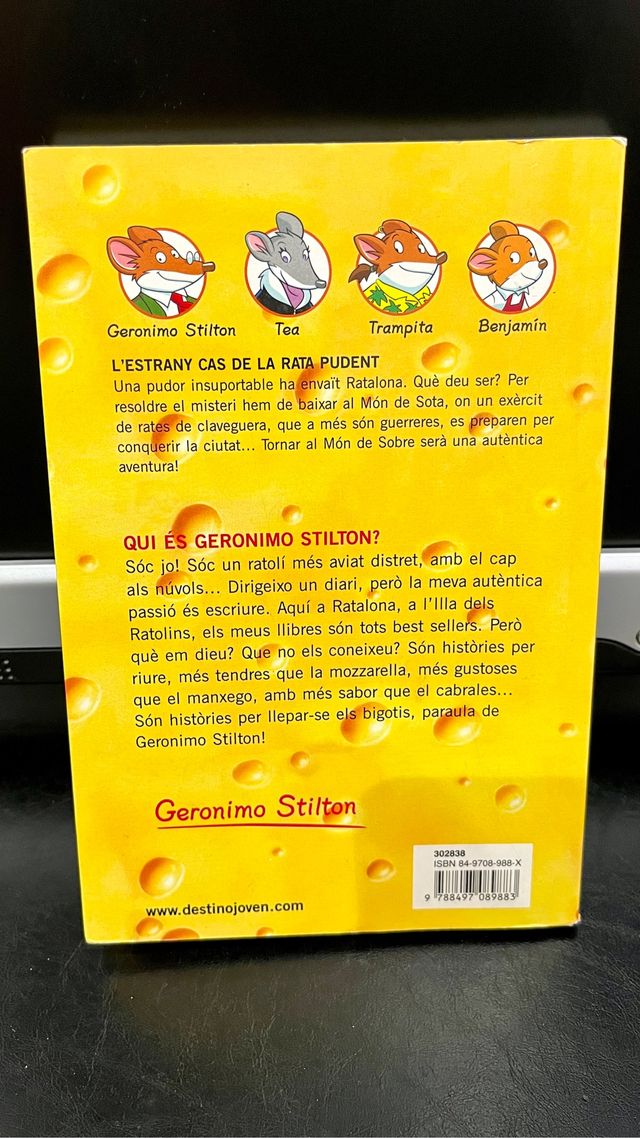 Geronimo Stilton Tea Trampita Benjamín
L'ESTRANY CAS DE LA RATA PUDENT
Una pudor insuportable ha envaït Ratalona. Què deu ser? Per
resoldre el misteri hem de baixar al Món de Sota, on un exèrcit
de rates de claveguera, que a més són guerreres, es preparen per
conquerir la ciutat... Tornar al Món de Sobre serà una autèntica
aventura!
QUI ÉS GERONIMO STILTON?
Sóc jo! Sóc un ratolí més aviat distret, amb el cap
als núvols... Dirigeixo un diari, però la meva autèntica
passió és escriure. Aquí a Ratalona, a l'Illa dels
Ratolins, els meus llibres són tots best sellers. Però
què em dieu? Que no els coneixeu? Són històries per
riure, més tendres que la mozzarella, més gustoses
que el manxego, amb més sabor que el cabrales...
Són històries per llepar-se els bigotis, paraula de
Geronimo Stilton!
Geronimo Stilton
302838
ISBN 84-9708-988-X
9 788497 089883
www.destinojoven.com